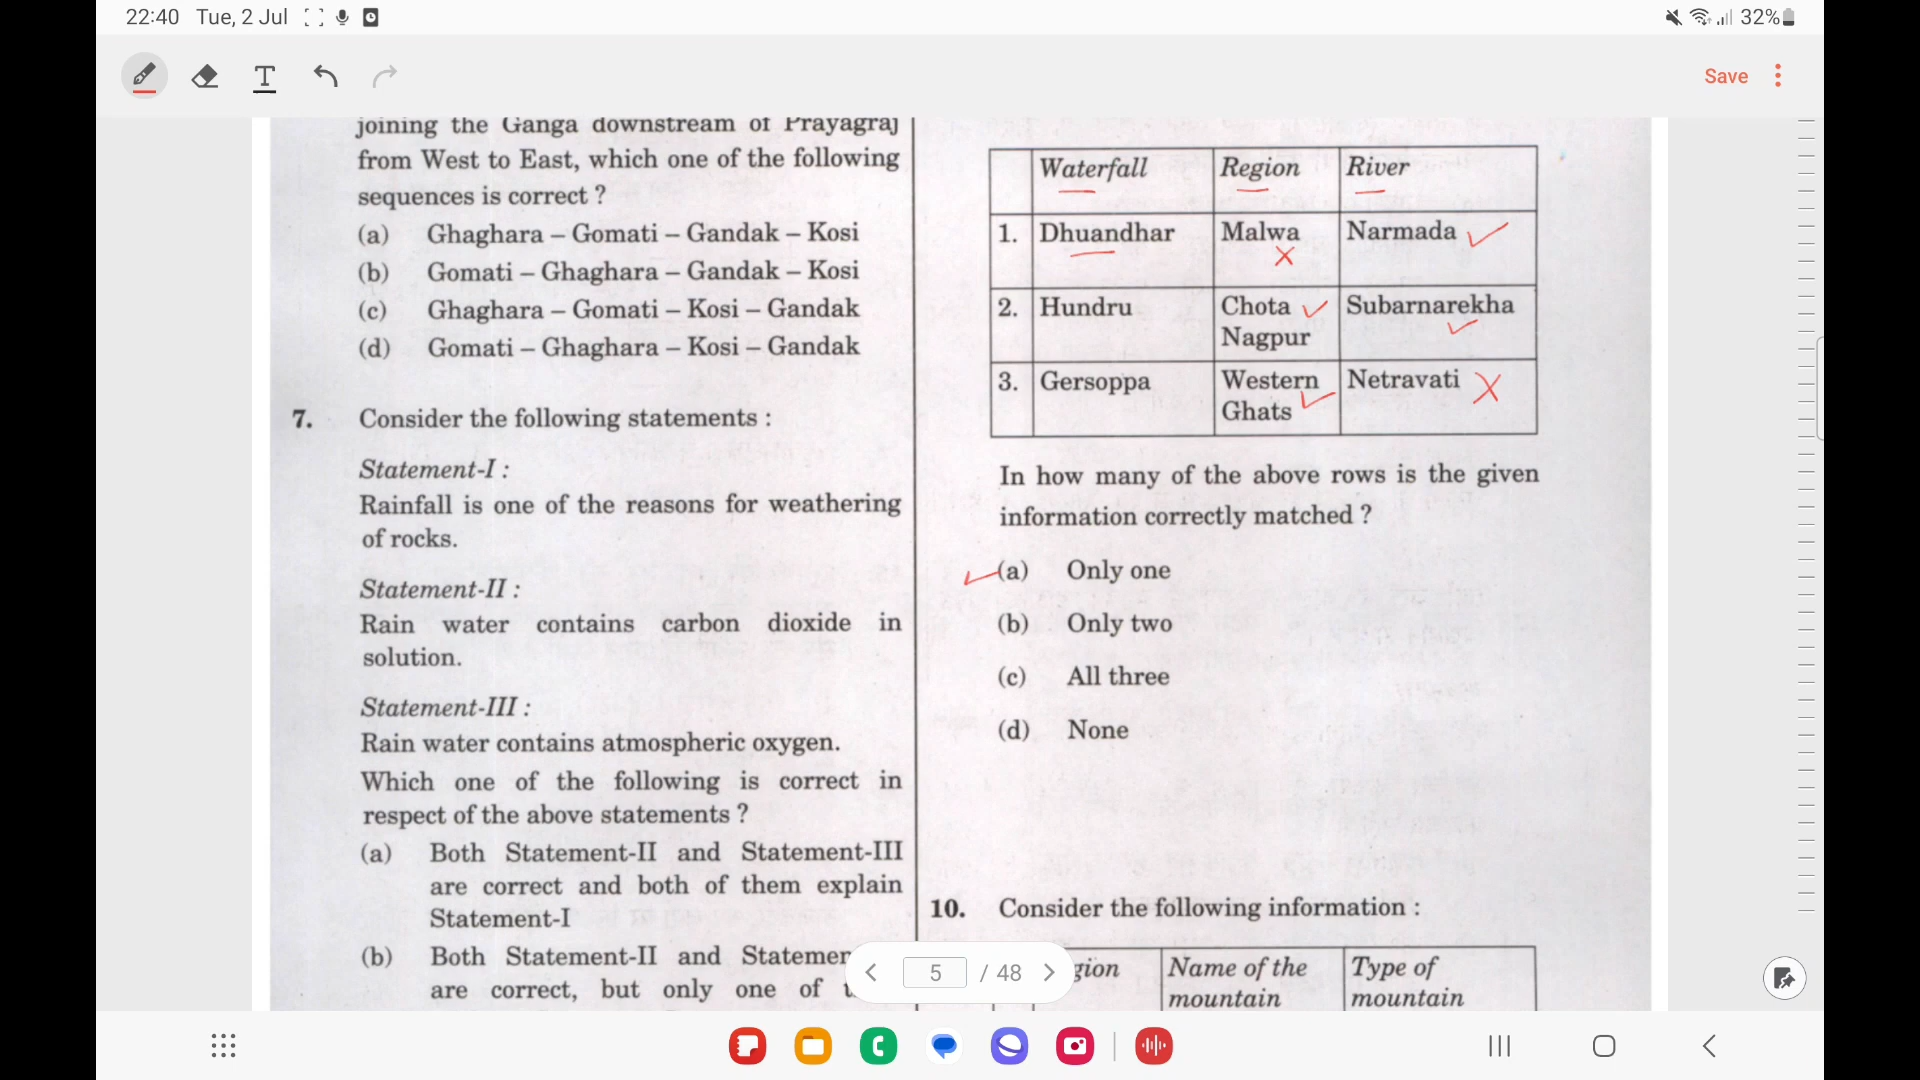 22:40 Tue, 2 Jul
32%
T
Save
joining the Ganga downstream of Prayagraj
from West to East, which one of the following
sequences is correct ?
(a) Ghaghara – Gomati – Gandak – Kosi
(b) Gomati – Ghaghara – Gandak – Kosi
(c) Ghaghara – Gomati – Kosi – Gandak
(d) Gomati – Ghaghara – Kosi – Gandak
7. Consider the following statements :
Statement-I :
Rainfall is one of the reasons for weathering
of rocks.
Statement-II :
Rain water contains carbon dioxide in
solution.
Statement-III :
Rain water contains atmospheric oxygen.
Which one of the following is correct in
respect of the above statements ?
(a) Both Statement-II and Statement-III
are correct and both of them explain
Statement-I
(b) Both Statement-II and
are correct, but only one of
Waterfall Region River
1. Dhuandhar Malwa Narmada
2. Hundru Chota Subarnarekha
Nagpur
3. Gersoppa Western Netravati
Ghats
In how many of the above rows is the given
information correctly matched ?
(a) Only one
(b) Only two
(c) All three
(d) None
10. Consider the following information :
gion Name of the Type of
mountain mountain
5 / 48